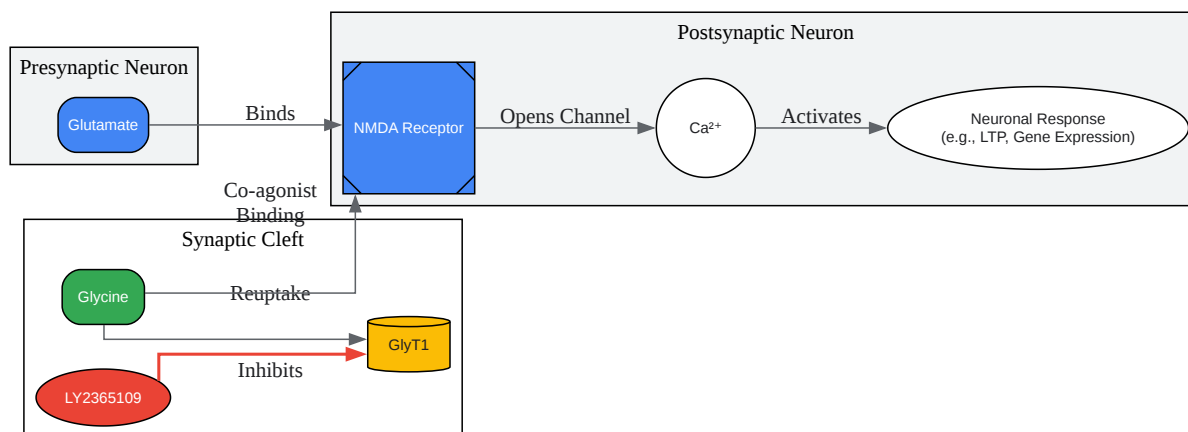 Postsynaptic Neuron
Presynaptic Neuron
Glutamate
Binds
NMDA Receptor
Opens Channel
Ca²⁺
Activates
Neuronal Response
(e.g., LTP, Gene Expression)
Co-agonist
Binding
Synaptic Cleft
Glycine
Reuptake
GlyT1
Inhibits
LY2365109